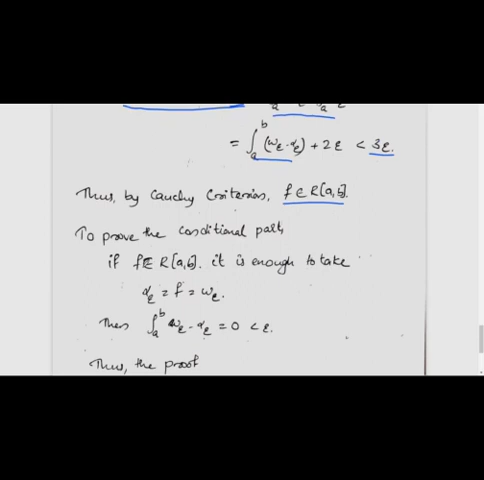 = ∫_a^b (ω_ε - α_ε) + 2ε < 3ε.
Thus, by Cauchy Criterion, f ∈ R[a,b].
To prove the conditional part,
if f ∈ R[a,b]. it is enough to take
α_ε = f = ω_ε.
Then ∫_a^b ω_ε - α_ε = 0 < ε.
Thus, the proof